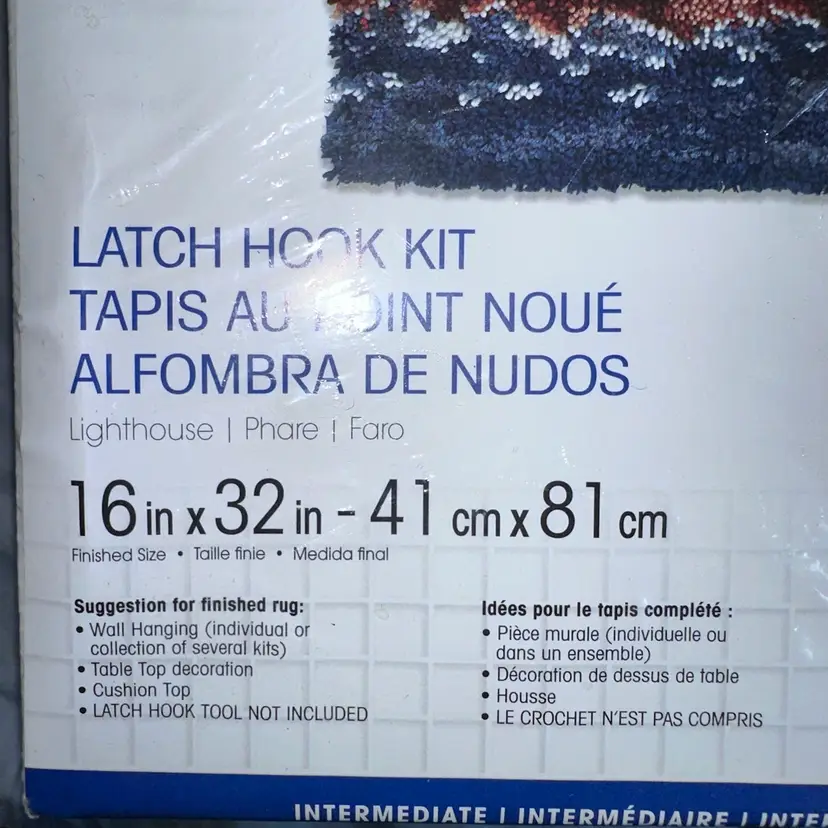 LATCH HOOK KIT
TAPIS AU POINT NOUÉ
ALFOMBRA DE NUDOS
Lighthouse | Phare | Faro
16 in x 32 in - 41 cm x 81 cm
Finished Size • Taille finie • Medida final
Suggestion for finished rug:
• Wall Hanging (individual or
collection of several kits)
• Table Top decoration
• Cushion Top
• LATCH HOOK TOOL NOT INCLUDED
Idées pour le tapis complété :
• Pièce murale (individuelle ou
dans un ensemble)
• Décoration de dessus de table
• Housse
• LE CROCHET N'EST PAS COMPRIS
INTERMEDIATE | INTERMÉDIAIRE | INTER